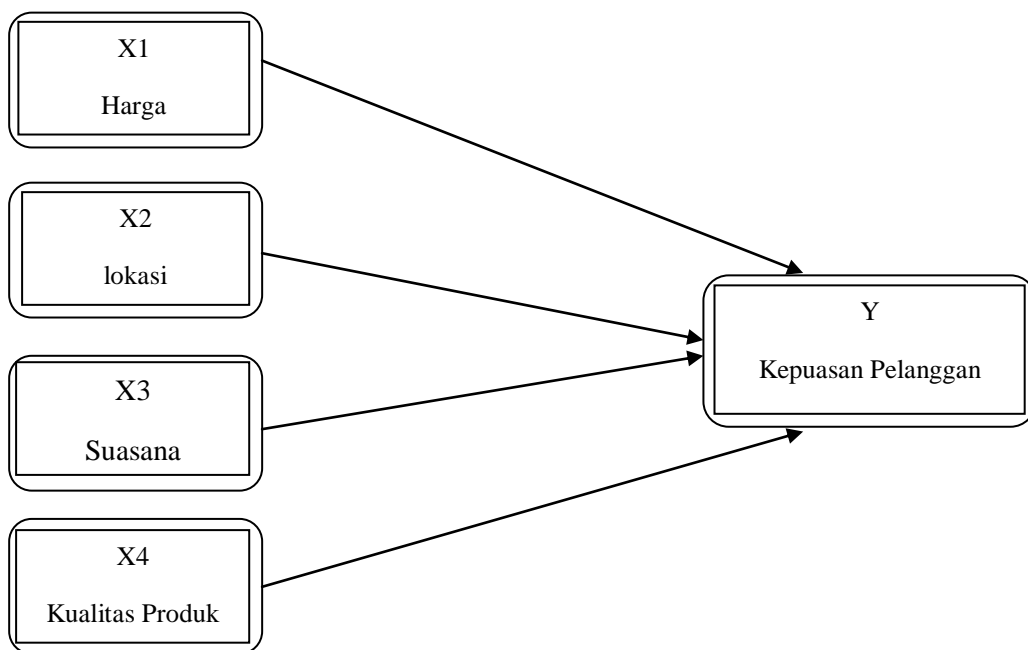 X1
Harga
X2
lokasi
X3
Suasana
X4
Kualitas Produk
Y
Kepuasan Pelanggan